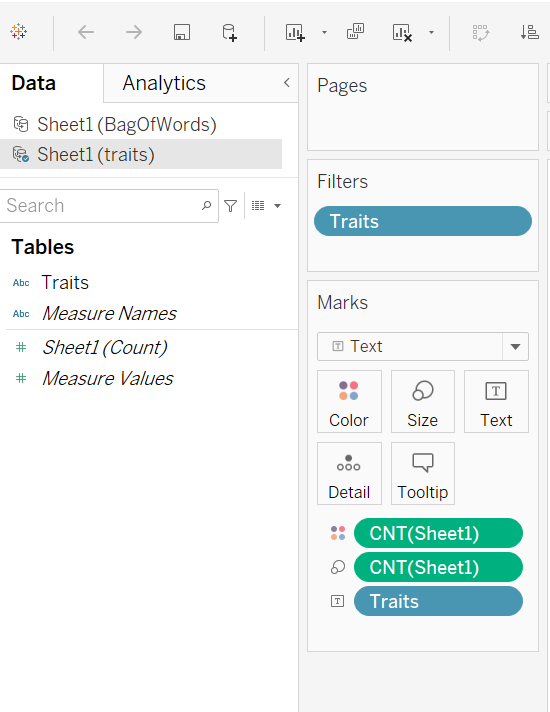 Data
Analytics
Sheet1 (BagOfWords)
Sheet1 (traits)
Search
Tables
Abc Traits
Abc Measure Names
# Sheet1 (Count)
# Measure Values
Pages
Filters
Traits
Marks
T Text
Color Size T Text
Detail Tooltip
CNT(Sheet1)
CNT(Sheet1)
T Traits